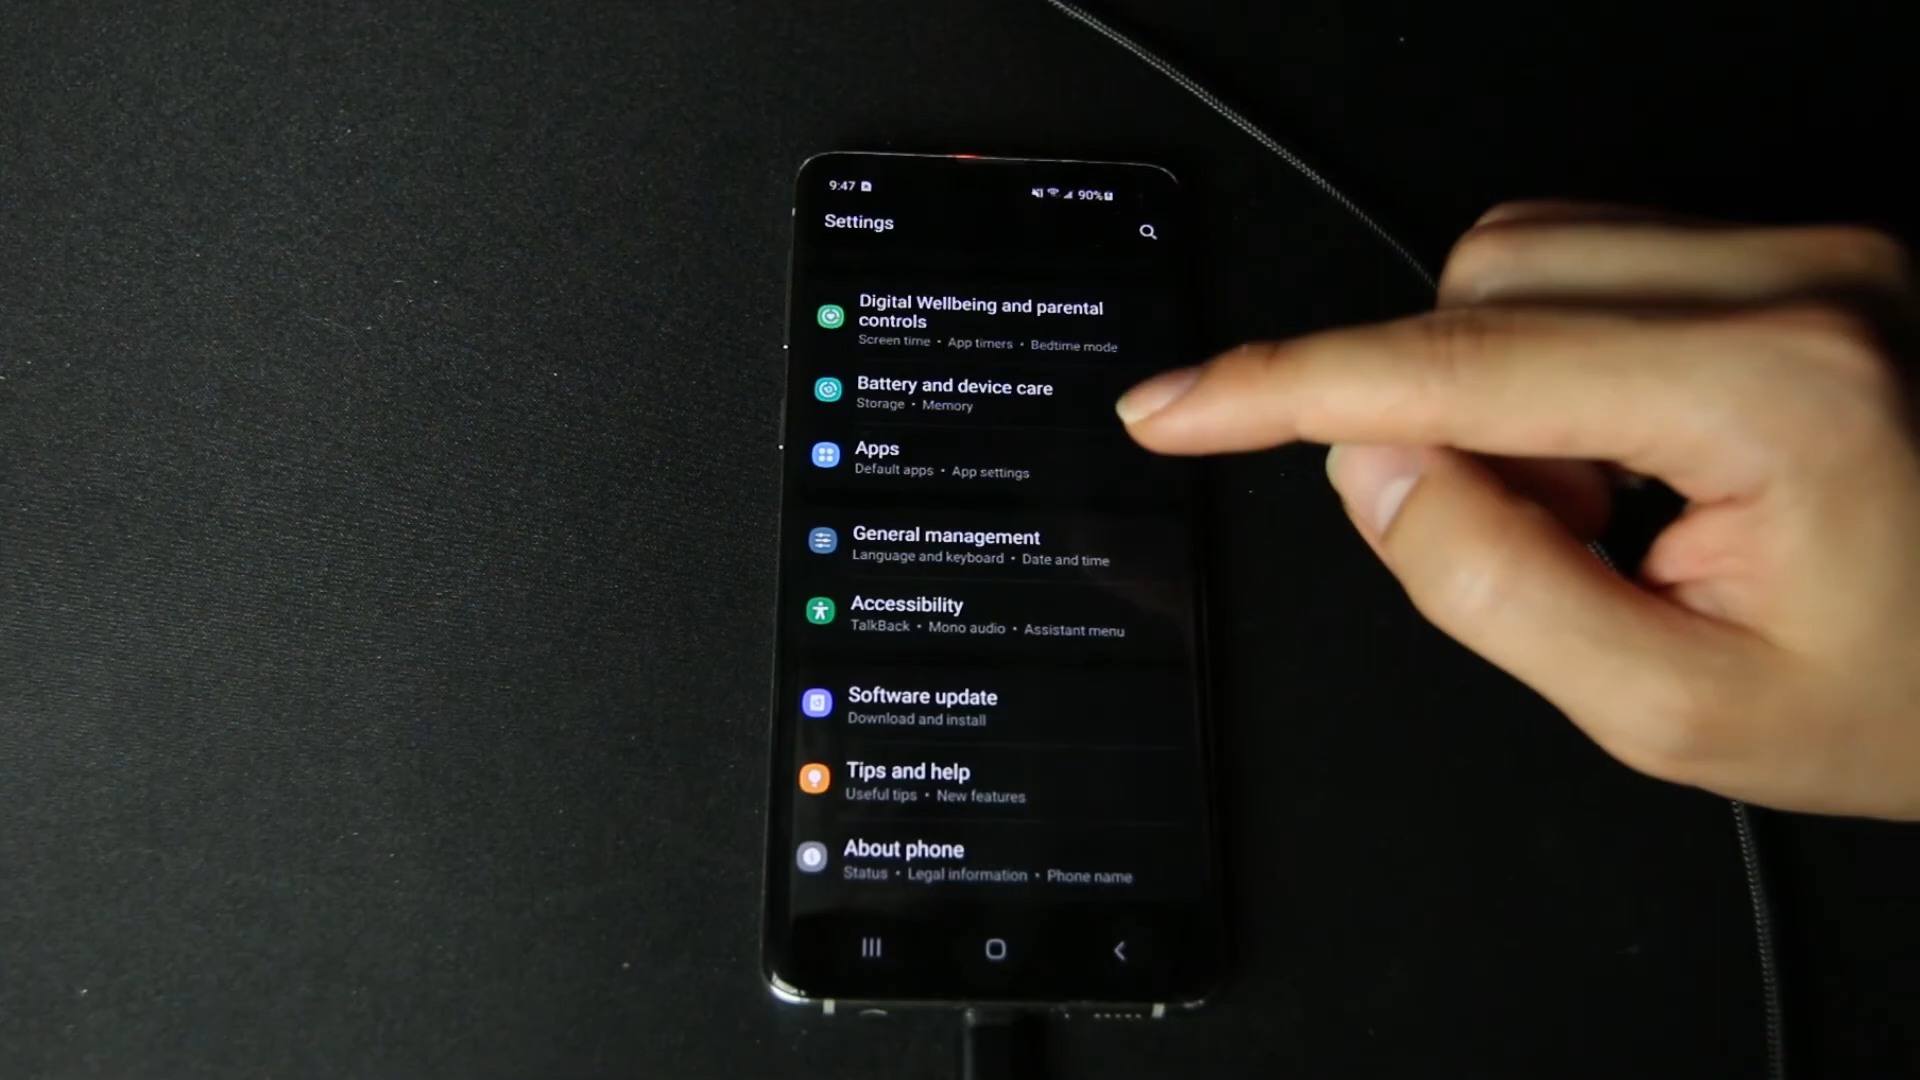 9:47 90%
Settings
Digital Wellbeing and parental
controls
Screen time • App timers • Bedtime mode
Battery and device care
Storage • Memory
Apps
Default apps • App settings
General management
Language and keyboard • Date and time
Accessibility
TalkBack • Mono audio • Assistant menu
Software update
Download and install
Tips and help
Useful tips • New features
About phone
Status • Legal information • Phone name